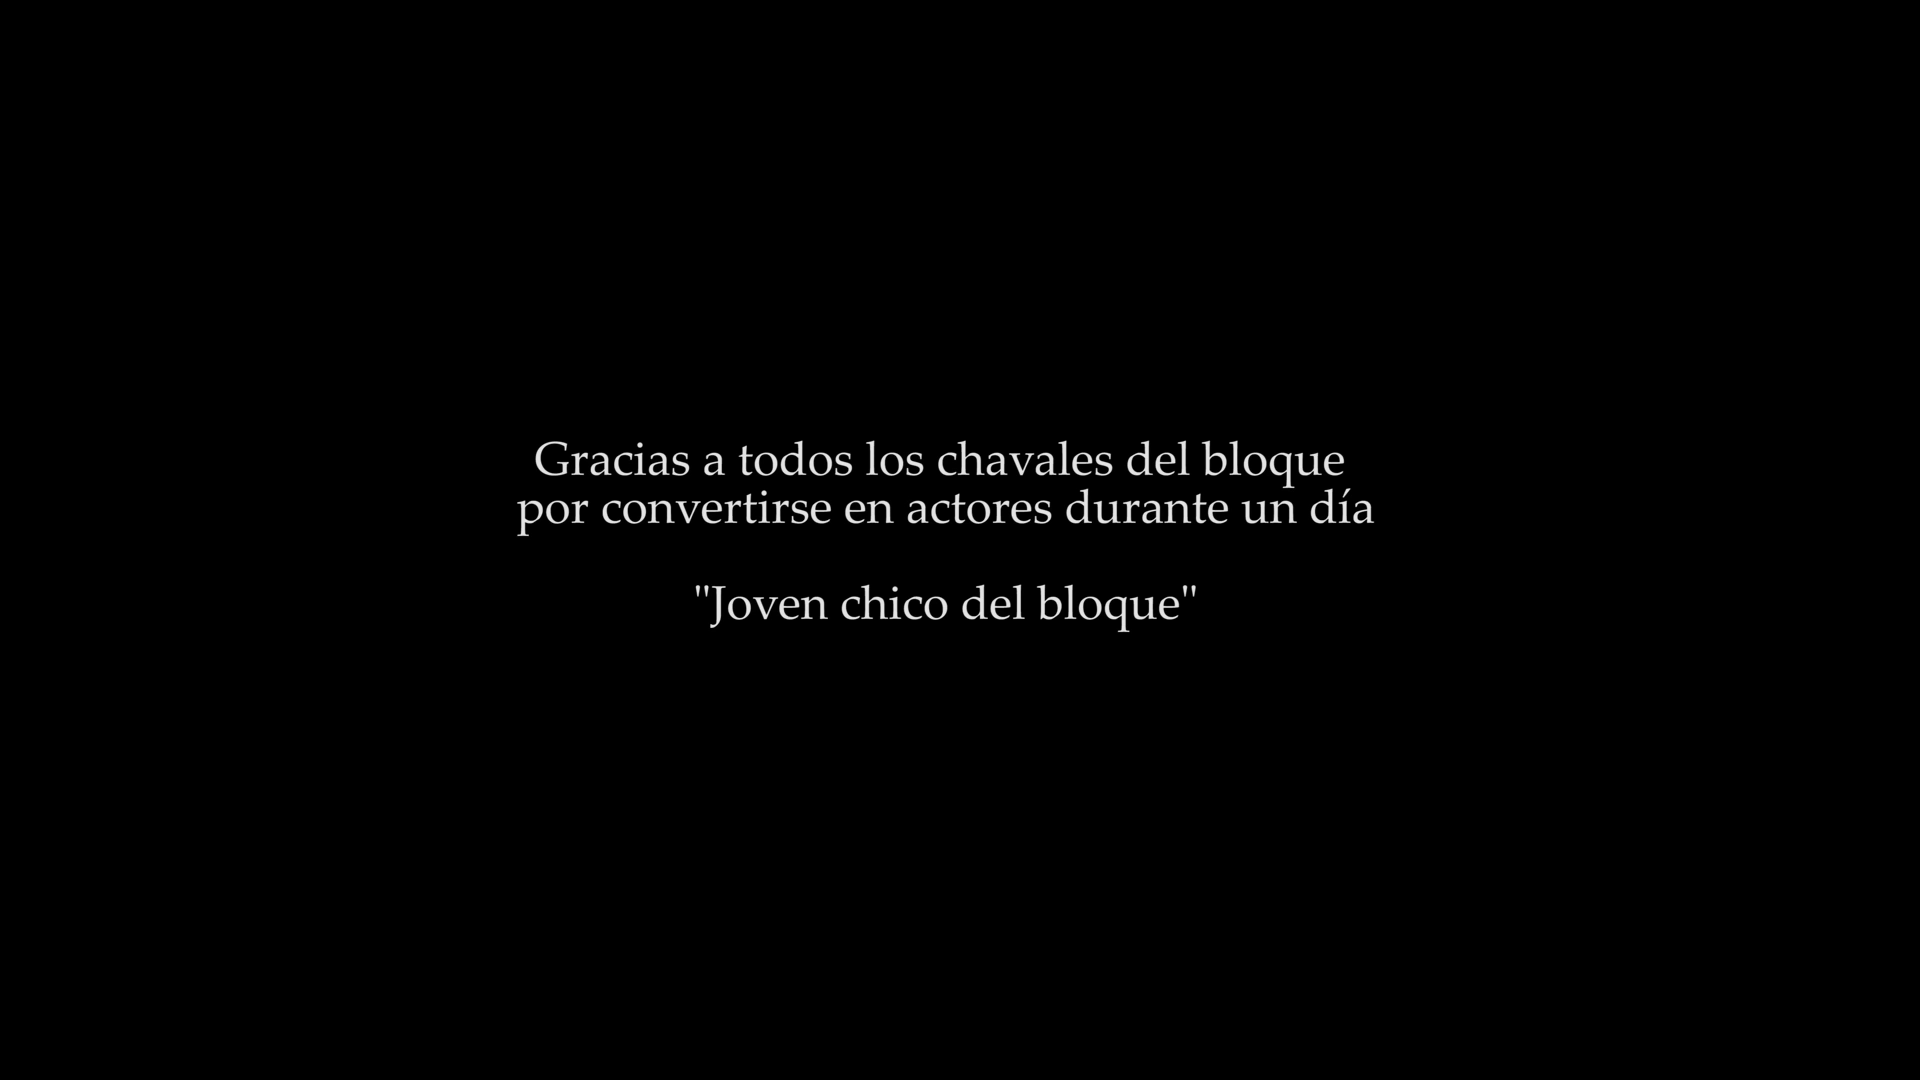 Gracias a todos los chavales del bloque
por convertirse en actores durante un día
"Joven chico del bloque"